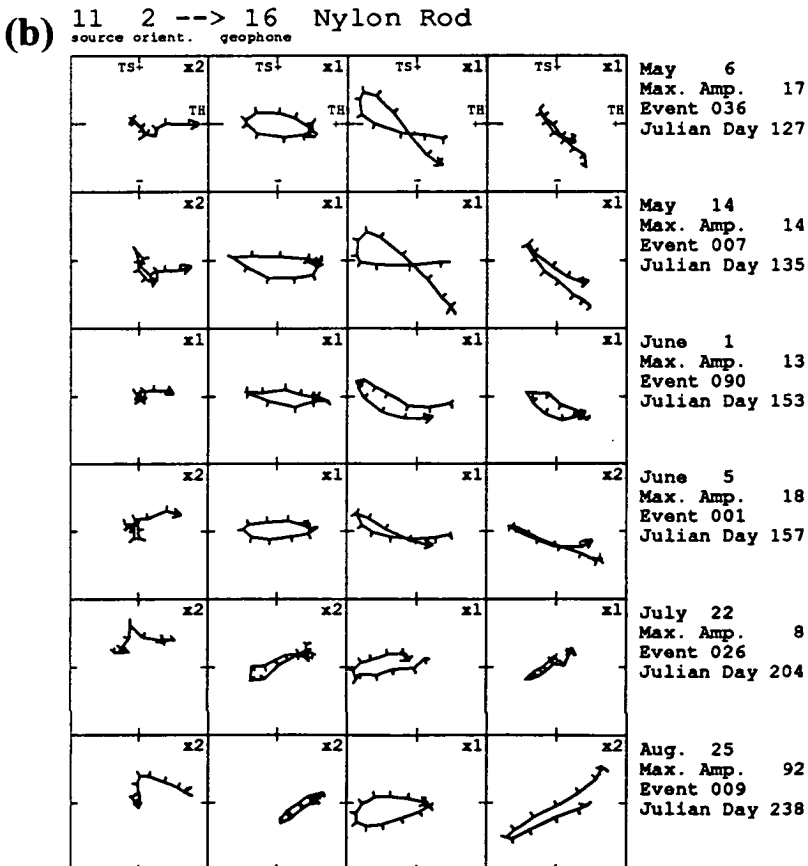 (b)
11 2 --> 16 Nylon Rod
source orient. geophone
TS+ x2 TS+ x1 TS+ x1 TS+ x1
TH TH TH TH
- - - -
May 6
Max. Amp. 17
Event 036
Julian Day 127
x2 x1 x1 x1
May 14
Max. Amp. 14
Event 007
Julian Day 135
x1 x1 x1 x1
June 1
Max. Amp. 13
Event 090
Julian Day 153
x2 x1 x1 x2
June 5
Max. Amp. 18
Event 001
Julian Day 157
x2 x2 x1 x1
July 22
Max. Amp. 8
Event 026
Julian Day 204
x2 x2 x1 x2
Aug. 25
Max. Amp. 92
Event 009
Julian Day 238